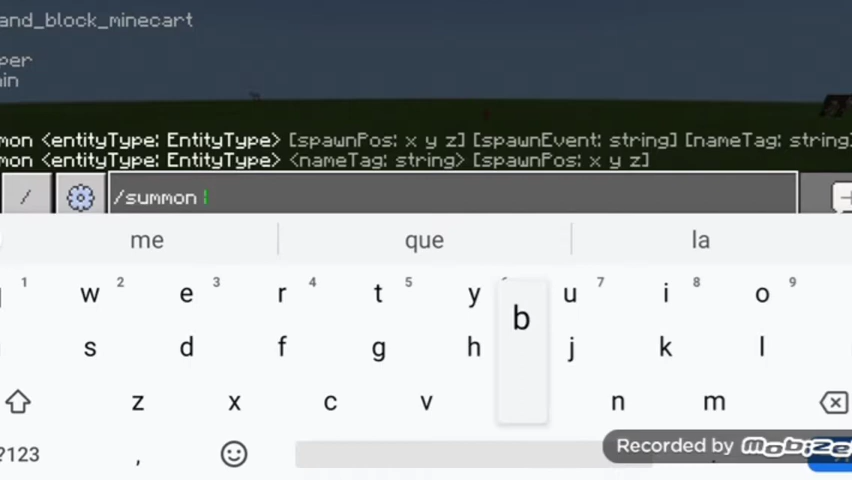 and_block_minecart
per
in
mon <entityType: EntityType> [spawnPos: x y z] [spawnEvent: string] [nameTag: string]
mon <entityType: EntityType> <nameTag: string> [spawnPos: x y z]
/ /summon
me que la
1 2 3 4 5 7 8 9
w e r t y u i o
b
s d f g h j k l
z x c v n m
?123 ,
Recorded by mobize